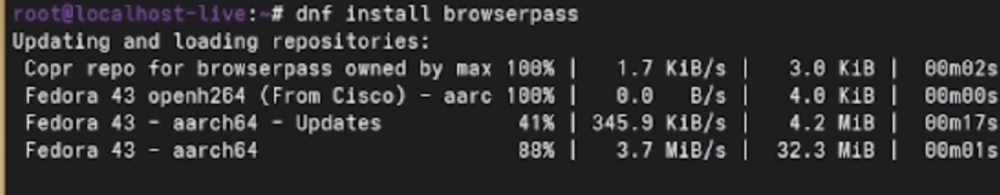 root@localhost-live:~# dnf install browserpass
Updating and loading repositories:
Copr repo for browserpass owned by max 100% | 1.7 KiB/s | 3.0 KiB | 00m02s
Fedora 43 openh264 (From Cisco) - aarc 100% | 0.0 B/s | 4.0 KiB | 00m00s
Fedora 43 - aarch64 - Updates 41% | 345.9 KiB/s | 4.2 MiB | 00m17s
Fedora 43 - aarch64 88% | 3.7 MiB/s | 32.3 MiB | 00m01s